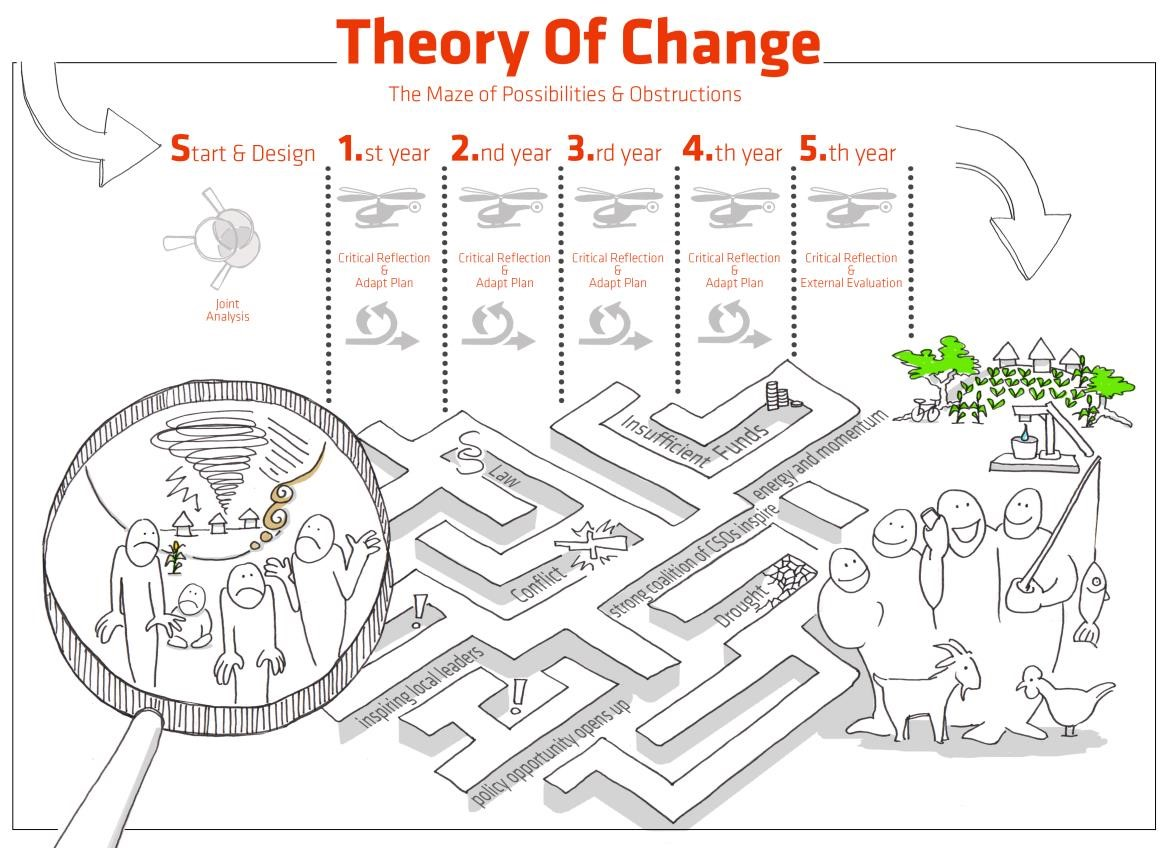 Theory Of Change
The Maze of Possibilities & Obstructions
Start & Design
1.st year
2.nd year
3.rd year
4.th year
5.th year
Joint
Analysis
Critical Reflection
&
Adapt Plan
Critical Reflection
&
Adapt Plan
Critical Reflection
&
Adapt Plan
Critical Reflection
&
Adapt Plan
Critical Reflection
&
External Evaluation
Law
Insufficient Funds
energy and momentum
strong coalition of CSOs inspire
Conflict
Drought
!
inspiring local leaders
!
policy opportunity opens up